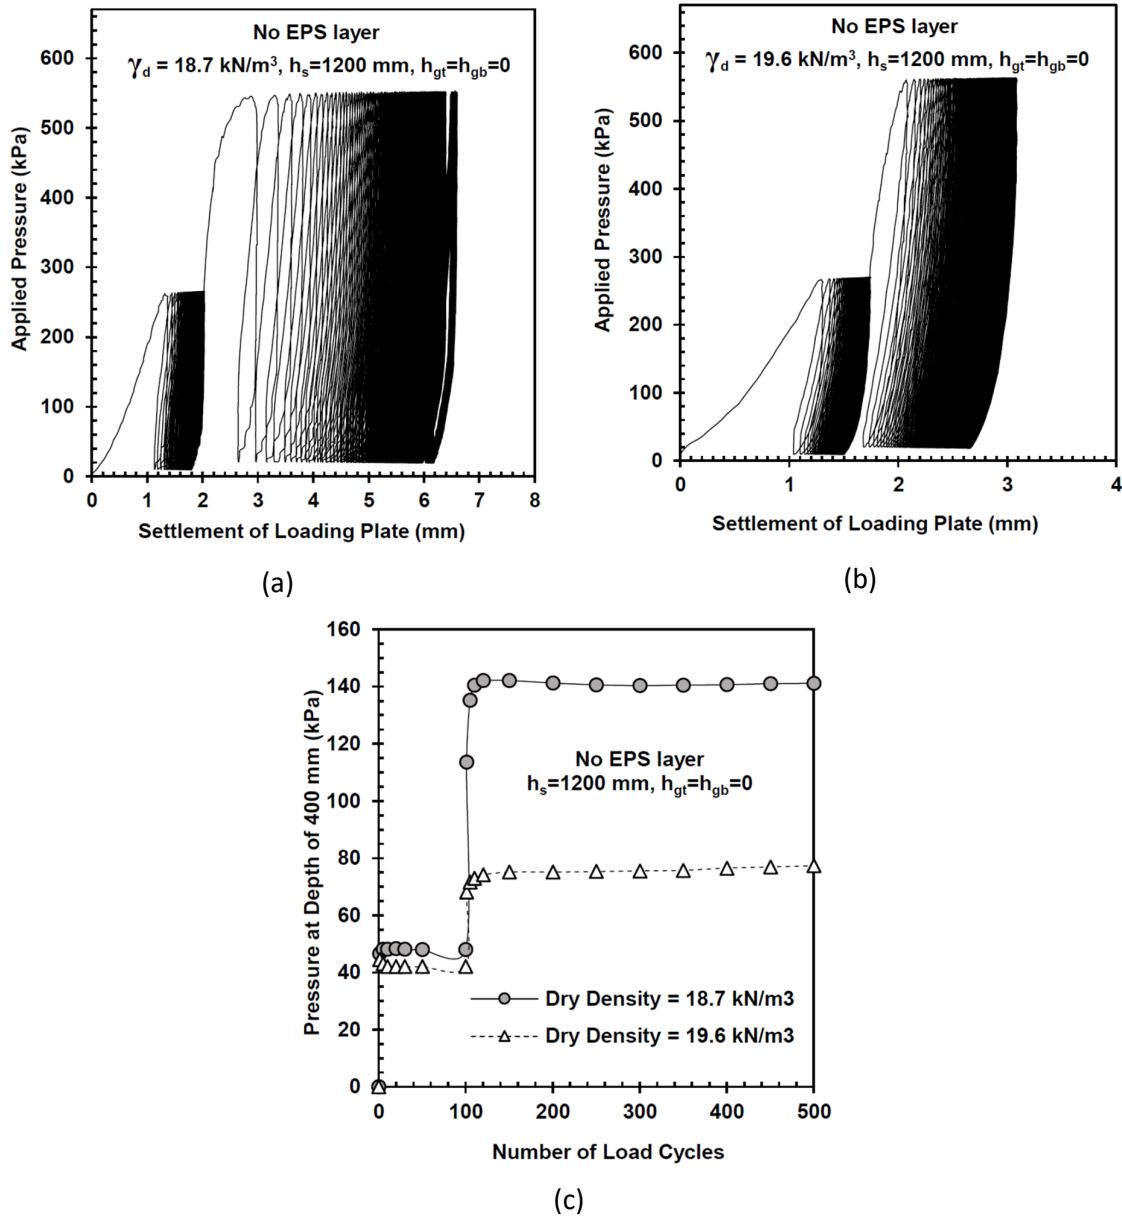 No EPS layer
γd = 18.7 kN/m³, hs=1200 mm, hgt=hgb=0
Applied Pressure (kPa)
600
500
400
300
200
100
0
0 1 2 3 4 5 6 7 8
Settlement of Loading Plate (mm)
(a)
No EPS layer
γd = 19.6 kN/m³, hs=1200 mm, hgt=hgb=0
Applied Pressure (kPa)
600
500
400
300
200
100
0
0 1 2 3 4
Settlement of Loading Plate (mm)
(b)
Pressure at Depth of 400 mm (kPa)
160
140
120
100
80
60
40
20
0
No EPS layer
hs=1200 mm, hgt=hgb=0
Dry Density = 18.7 kN/m3
Dry Density = 19.6 kN/m3
0 100 200 300 400 500
Number of Load Cycles
(c)